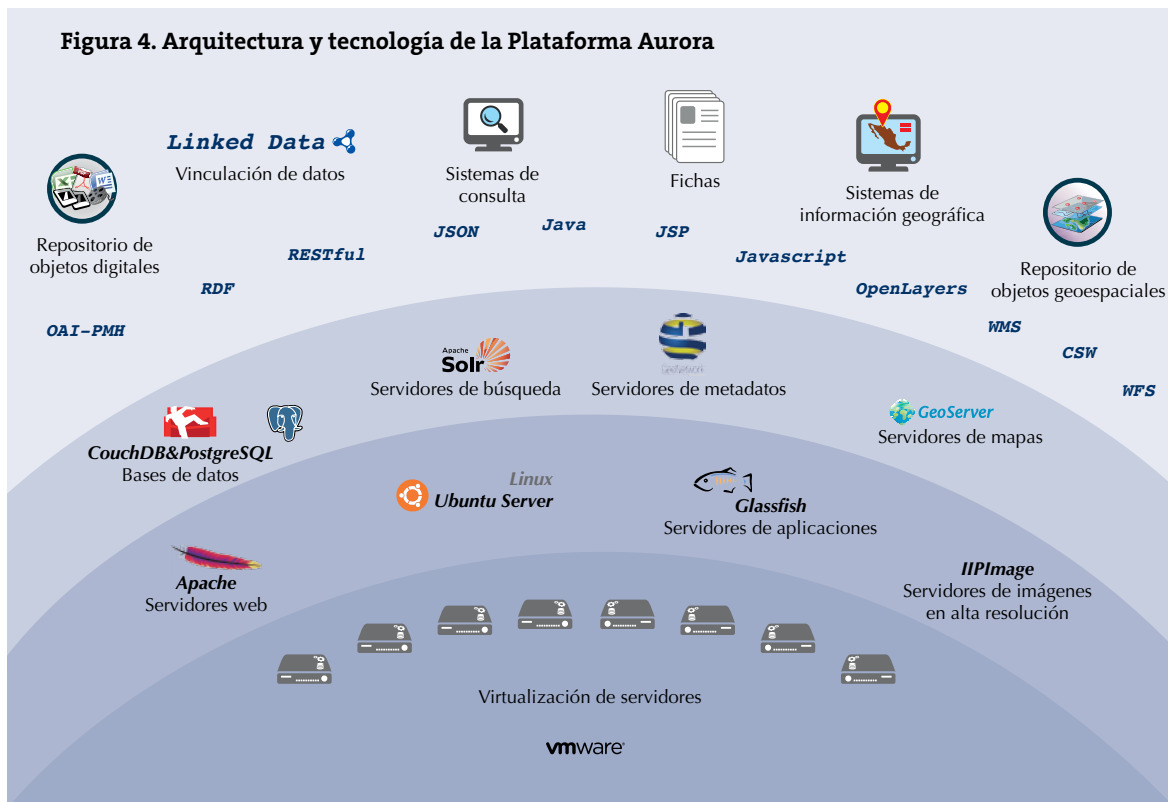 Figura 4. Arquitectura y tecnología de la Plataforma Aurora
Linked Data
Vinculación de datos
Sistemas de
consulta
Fichas
Sistemas de
información geográfica
Repositorio de
objetos digitales
Repositorio de
objetos geoespaciales
OAI-PMH
RDF
RESTful
JSON
Java
JSP
Javascript
OpenLayers
WMS
CSW
WFS
Apache
Solr
Servidores de búsqueda
GeoNetwork
Servidores de metadatos
CouchDB&PostgreSQL
Bases de datos
GeoServer
Servidores de mapas
Linux
Ubuntu Server
Glassfish
Servidores de aplicaciones
Apache
Servidores web
IIPImage
Servidores de imágenes
en alta resolución
Virtualización de servidores
vmware